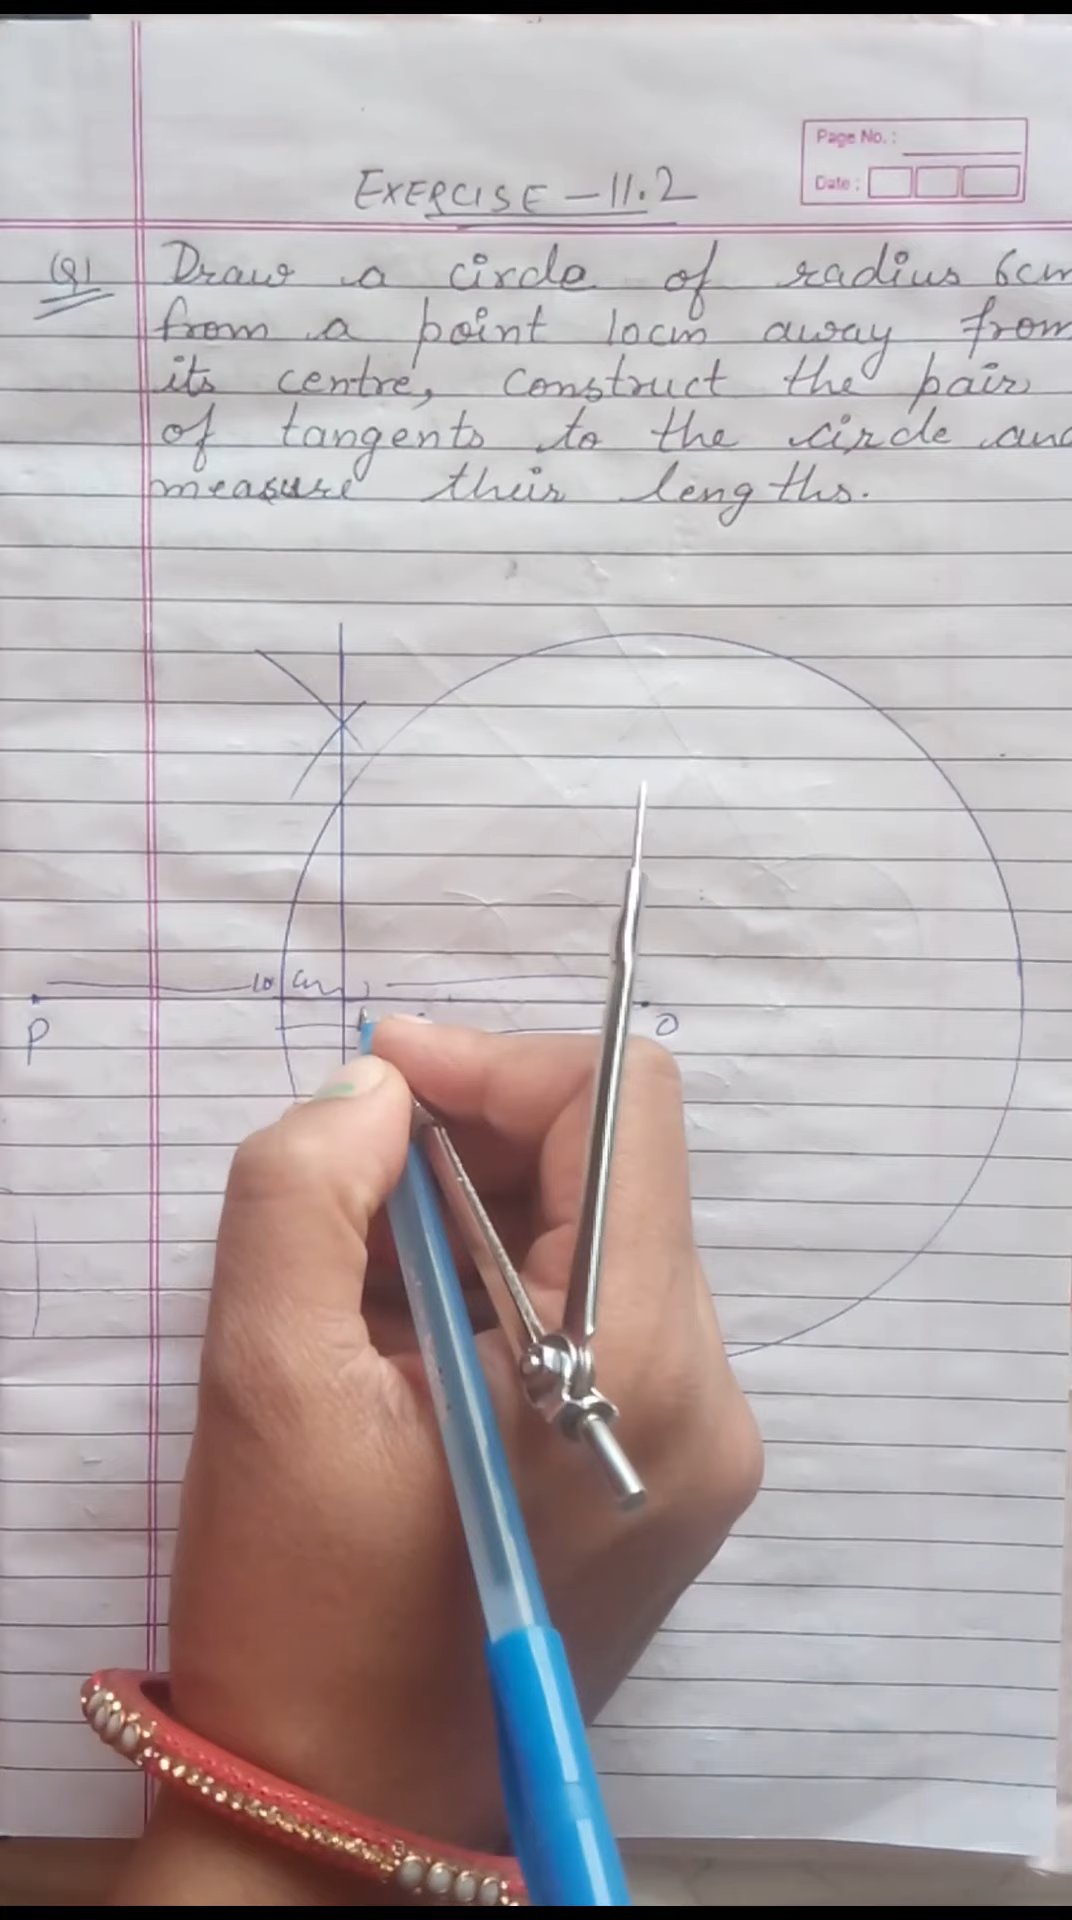 Page No. :
Date :
EXERCISE - 11.2
Q1 Draw a circle of radius 6cm
from a point 10cm away from
its centre, construct the pair
of tangents to the circle and
measure their lengths.
10 cm
P
O